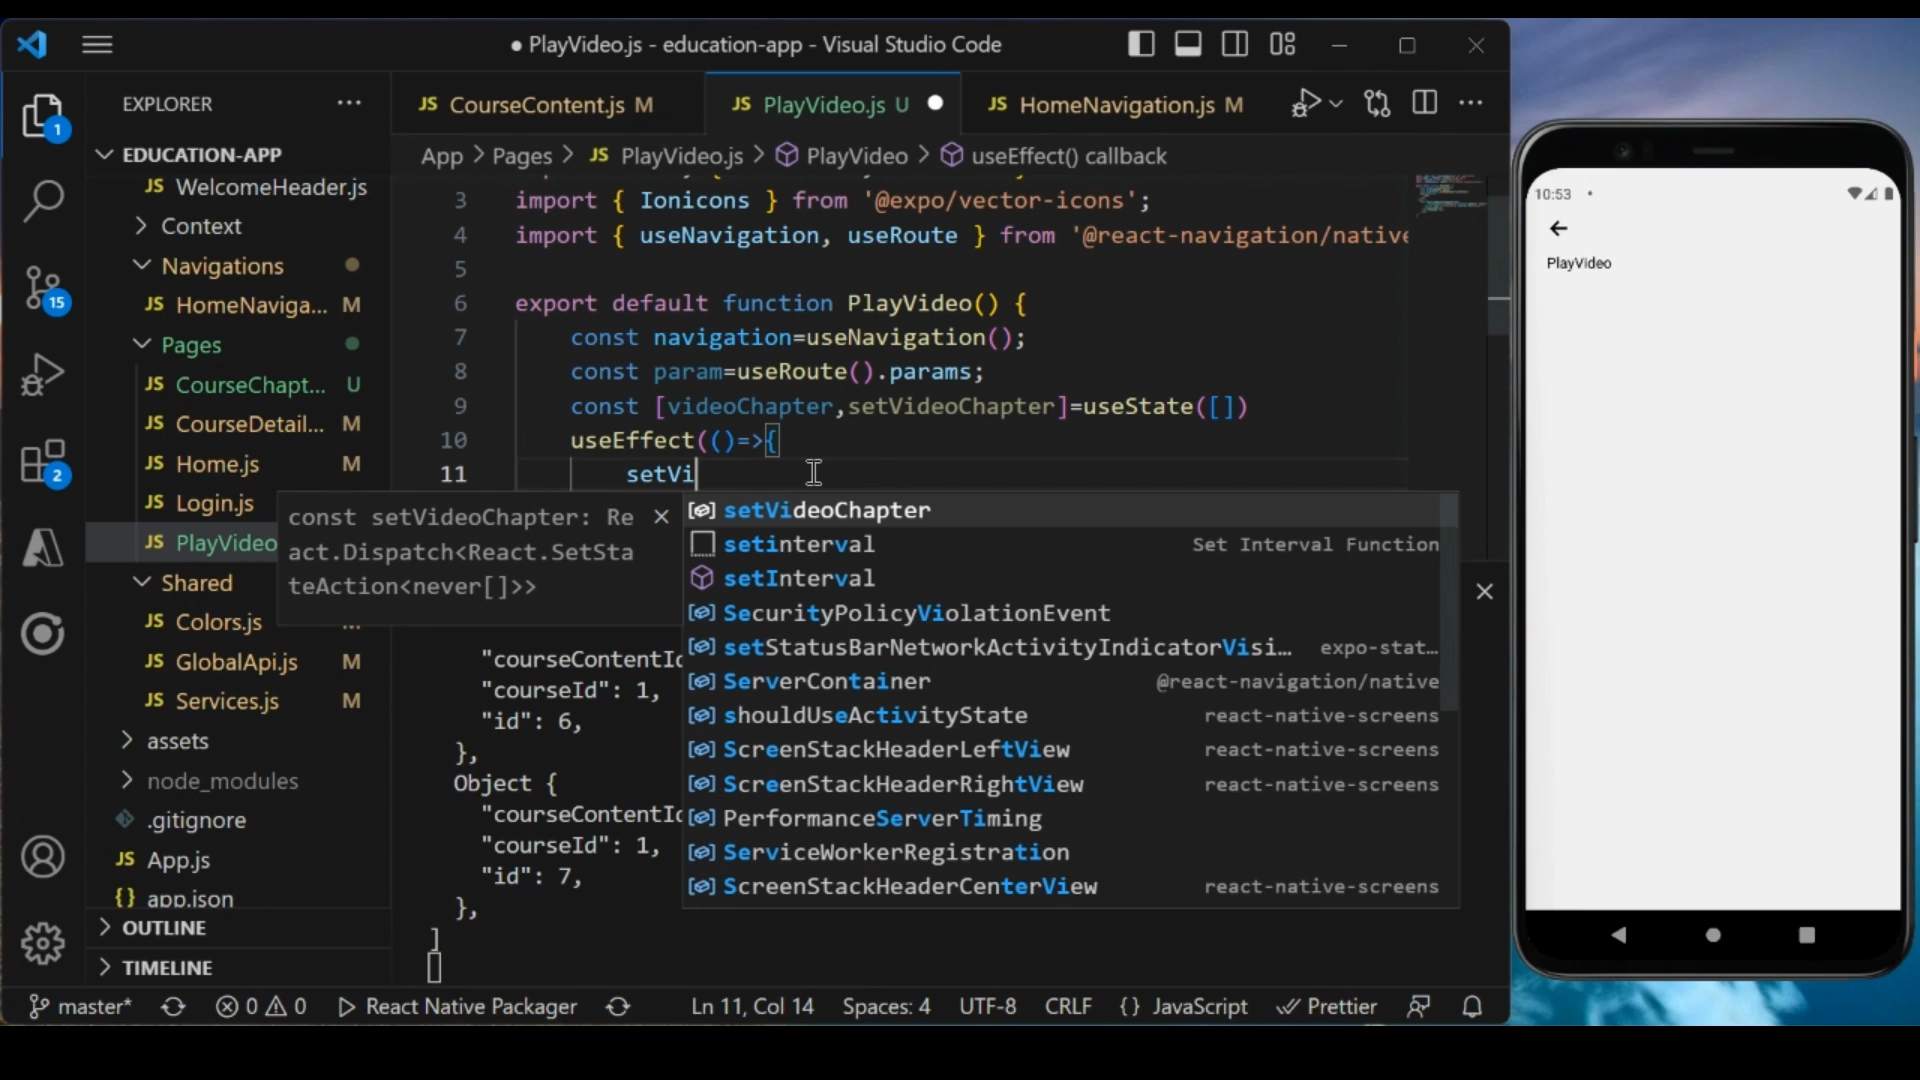 ● PlayVideo.js - education-app - Visual Studio Code
EXPLORER
EDUCATION-APP
JS WelcomeHeader.js
Context
Navigations
JS HomeNaviga... M
Pages
JS CourseChapt... U
JS CourseDetail... M
JS Home.js M
JS Login.js
JS PlayVideo
Shared
JS Colors.js
JS GlobalApi.js M
JS Services.js M
assets
node_modules
.gitignore
JS App.js
{} app.json
OUTLINE
TIMELINE
1
15
2
JS CourseContent.js M
JS PlayVideo.js U
JS HomeNavigation.js M
App > Pages > JS PlayVideo.js > PlayVideo > useEffect() callback
3 import { Ionicons } from '@expo/vector-icons';
4 import { useNavigation, useRoute } from '@react-navigation/native
5
6 export default function PlayVideo() {
7 const navigation=useNavigation();
8 const param=useRoute().params;
9 const [videoChapter,setVideoChapter]=useState([])
10 useEffect(()=>{
11 setVi
const setVideoChapter: Re
act.Dispatch<React.SetSta
teAction<never[]>>
setVideoChapter
setinterval Set Interval Function
setInterval
SecurityPolicyViolationEvent
setStatusBarNetworkActivityIndicatorVisi... expo-stat...
ServerContainer @react-navigation/native
shouldUseActivityState react-native-screens
ScreenStackHeaderLeftView react-native-screens
ScreenStackHeaderRightView react-native-screens
PerformanceServerTiming
ServiceWorkerRegistration
ScreenStackHeaderCenterView react-native-screens
"courseContentId
"courseId": 1,
"id": 6,
},
Object {
"courseContentId
"courseId": 1,
"id": 7,
},
]
master* 0 0 React Native Packager Ln 11, Col 14 Spaces: 4 UTF-8 CRLF {} JavaScript Prettier
10:53
PlayVideo